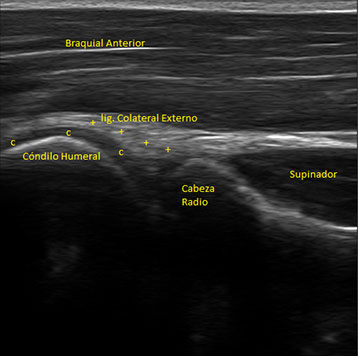 Braquial Anterior
lig. Colateral Externo
c
c
c
Cóndilo Humeral
Supinador
Cabeza
Radio